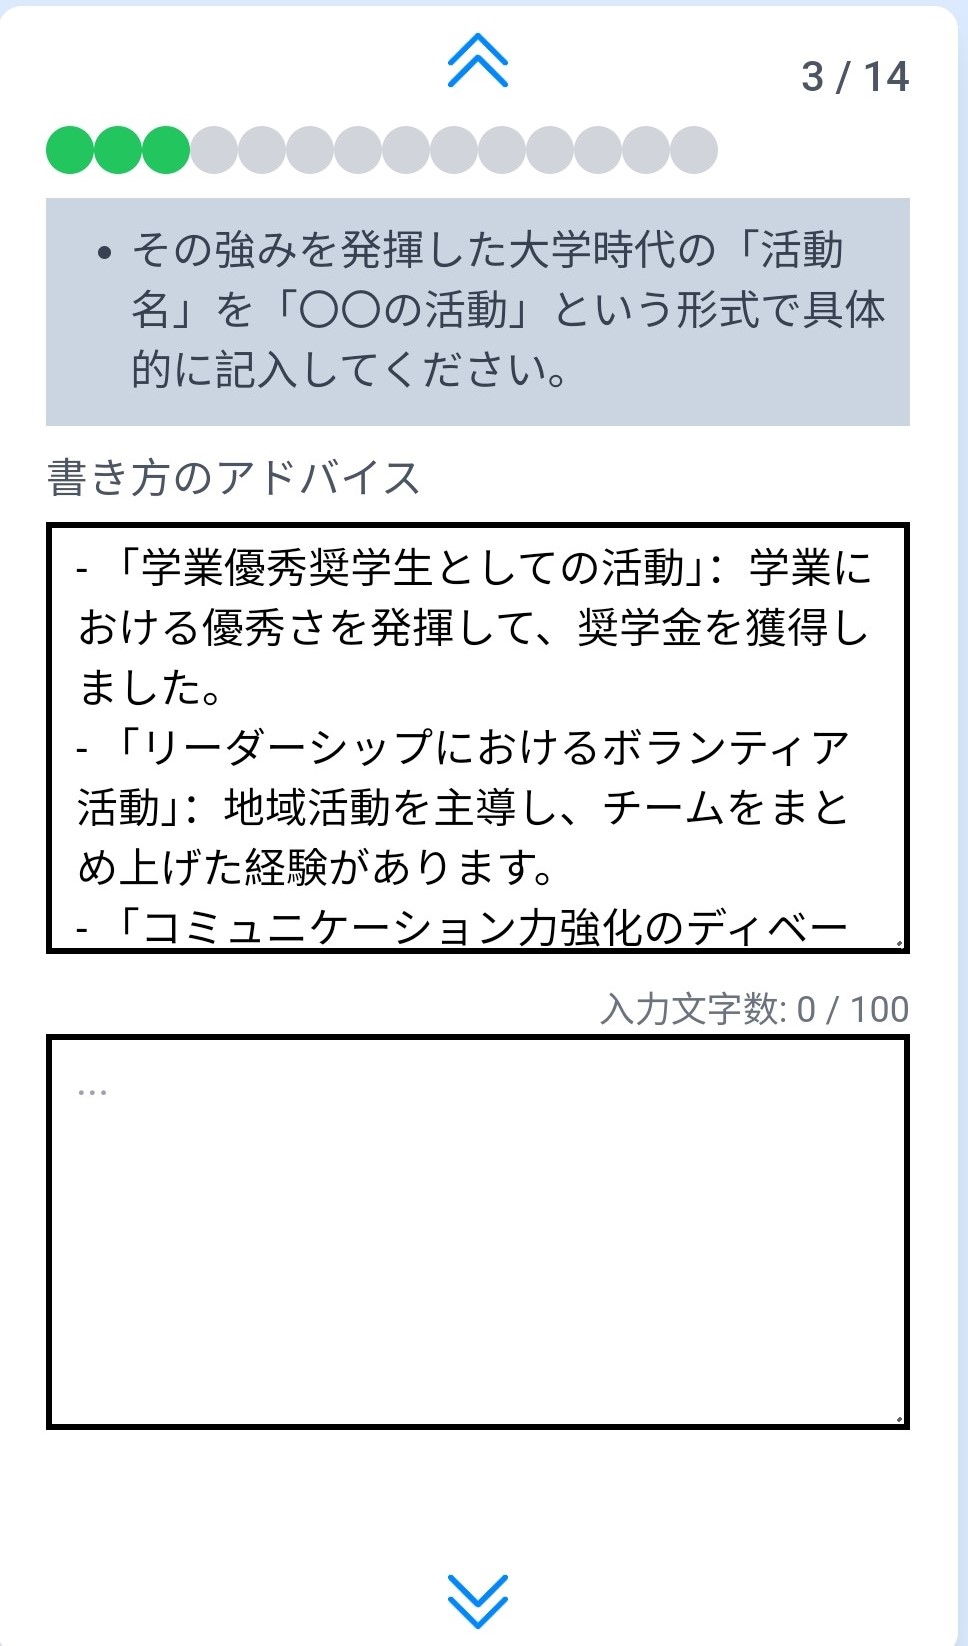 3 / 14
• その強みを発揮した大学時代の「活動
名」を「〇〇の活動」という形式で具体
的に記入してください。
書き方のアドバイス
- 「学業優秀奨学生としての活動」: 学業に
おける優秀さを発揮して、奨学金を獲得し
ました。
- 「リーダーシップにおけるボランティア
活動」: 地域活動を主導し、チームをまと
め上げた経験があります。
- 「コミュニケーション力強化のディベー
入力文字数: 0 / 100
...